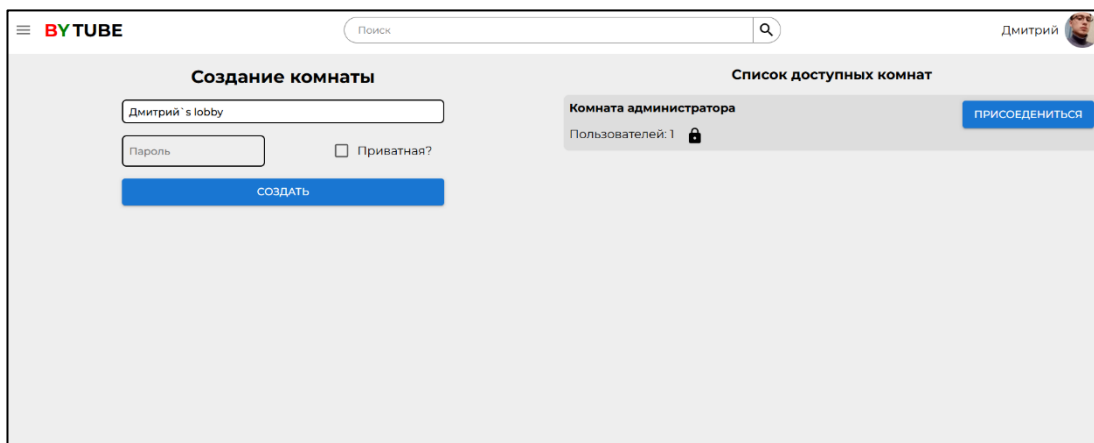 BYTUBE
Поиск
Дмитрий
Создание комнаты
Дмитрий`s lobby
Пароль
Приватная?
СОЗДАТЬ
Список доступных комнат
Комната администратора
ПРИСОЕДЕНИТЬСЯ
Пользователей: 1